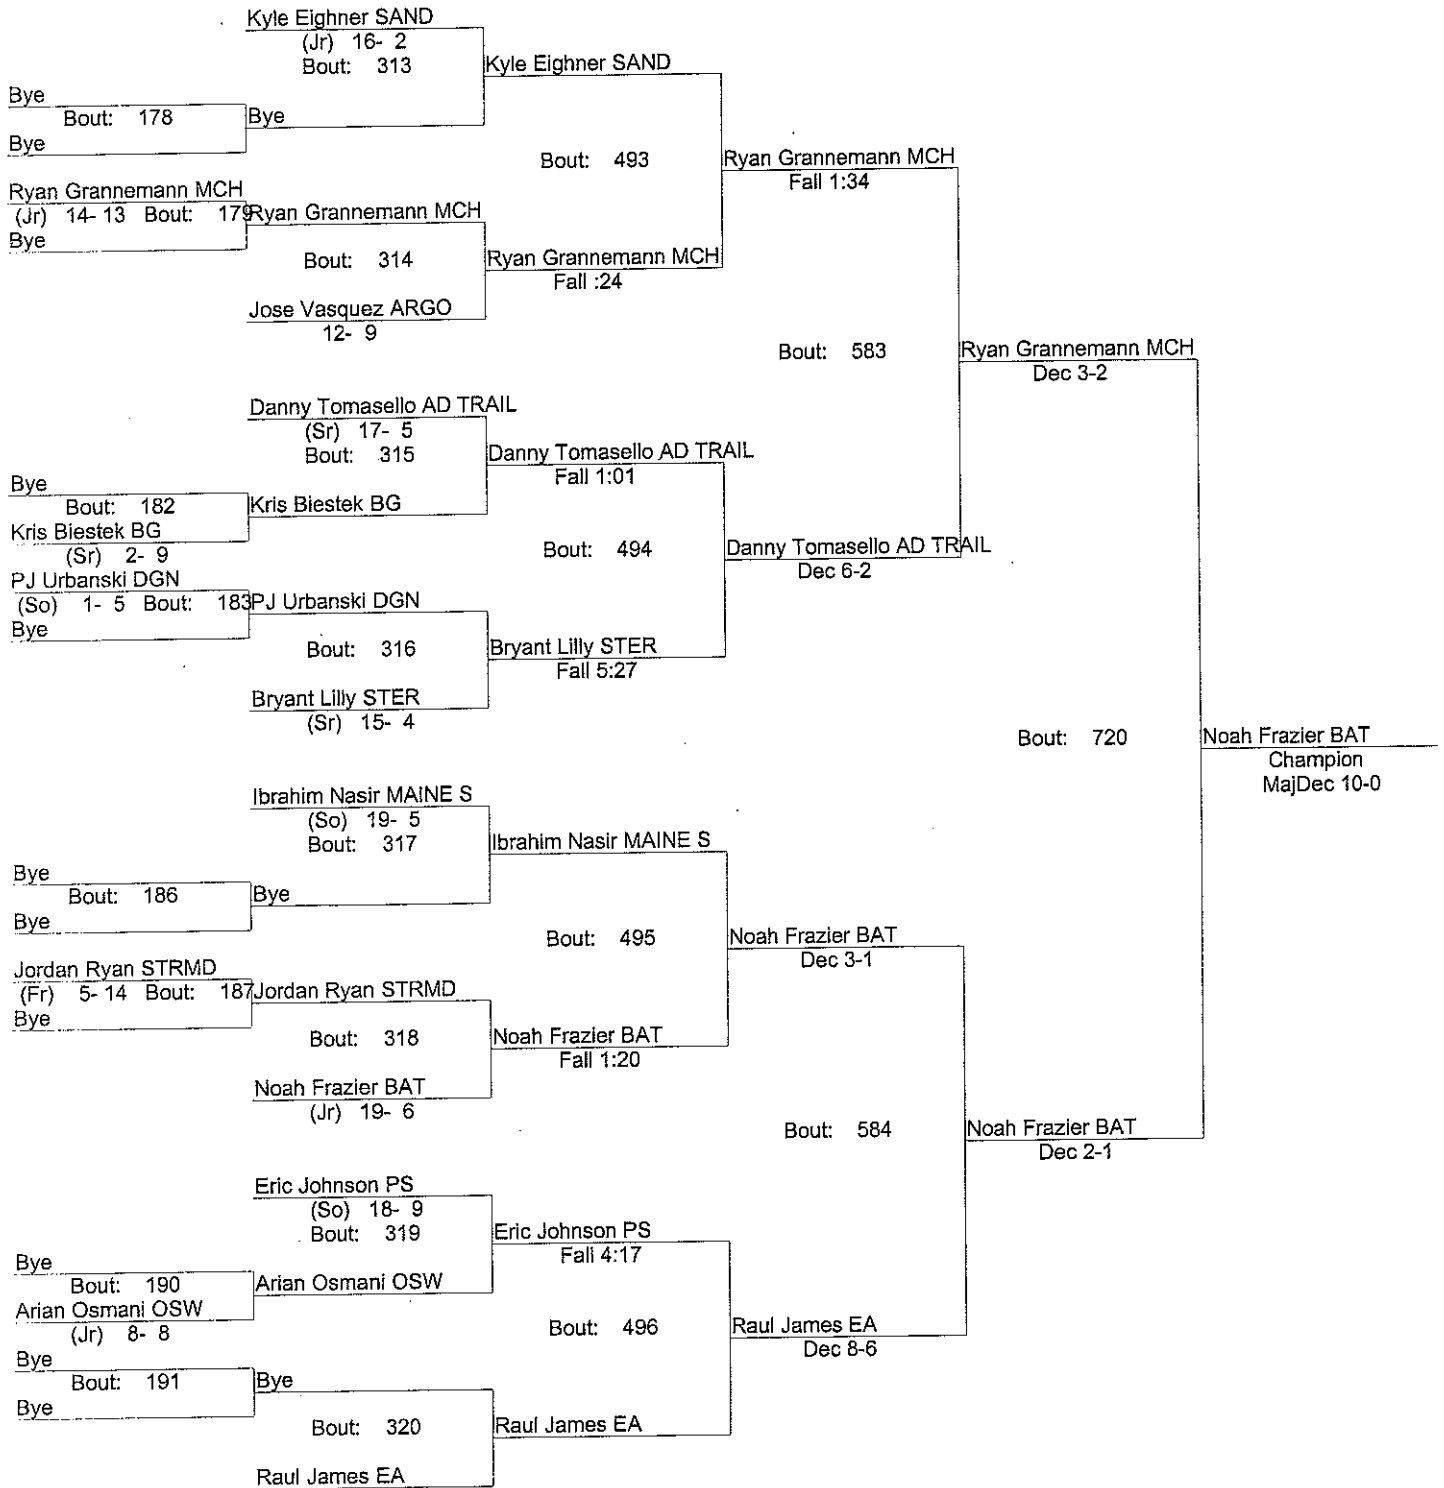 Kyle Eighner SAND
(Jr) 16- 2
Bout: 313
Kyle Eighner SAND
Bye
Bout: 178
Bye
Bye
Bout: 493
Ryan Grannemann MCH
Fall 1:34
Ryan Grannemann MCH
(Jr) 14- 13 Bout: 179
Ryan Grannemann MCH
Bye
Bout: 314
Ryan Grannemann MCH
Fall :24
Jose Vasquez ARGO
12- 9
Bout: 583
Ryan Grannemann MCH
Dec 3-2
Danny Tomasello AD TRAIL
(Sr) 17- 5
Bout: 315
Danny Tomasello AD TRAIL
Fall 1:01
Bye
Bout: 182
Kris Biestek BG
Kris Biestek BG
(Sr) 2- 9
Bout: 494
Danny Tomasello AD TRAIL
Dec 6-2
PJ Urbanski DGN
(So) 1- 5 Bout: 183
PJ Urbanski DGN
Bye
Bout: 316
Bryant Lilly STER
Fall 5:27
Bryant Lilly STER
(Sr) 15- 4
Bout: 720
Noah Frazier BAT
Champion
MajDec 10-0
Ibrahim Nasir MAINE S
(So) 19- 5
Bout: 317
Ibrahim Nasir MAINE S
Bye
Bout: 186
Bye
Bye
Bout: 495
Noah Frazier BAT
Dec 3-1
Jordan Ryan STRMD
(Fr) 5- 14 Bout: 187
Jordan Ryan STRMD
Bye
Bout: 318
Noah Frazier BAT
Fall 1:20
Noah Frazier BAT
(Jr) 19- 6
Bout: 584
Noah Frazier BAT
Dec 2-1
Eric Johnson PS
(So) 18- 9
Bout: 319
Eric Johnson PS
Fall 4:17
Bye
Bout: 190
Arian Osmani OSW
Arian Osmani OSW
(Jr) 8- 8
Bout: 496
Raul James EA
Dec 8-6
Bye
Bout: 191
Bye
Bye
Bout: 320
Raul James EA
Raul James EA